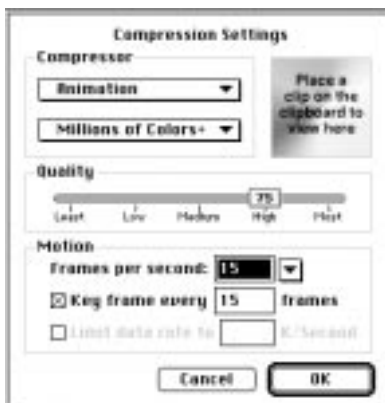 Compression Settings
Compressor
Animation
Millions of Colors+
Place a
clip on the
clipboard to
view here
Quality
75
Least Low Medium High Most
Motion
Frames per second: 15
Key frame every 15 frames
Limit data rate to K/Second
Cancel OK